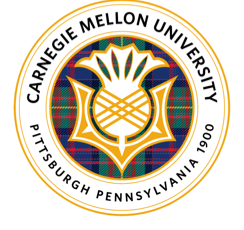 CARNEGIE MELLON UNIVERSITY
PITTSBURGH PENNSYLVANIA 1900